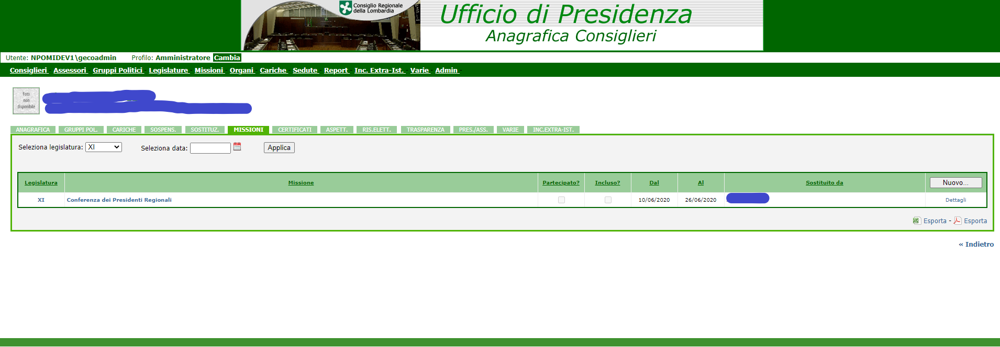 Consiglio Regionale
della Lombardia
Ufficio di Presidenza
Anagrafica Consiglieri
Utente: NPOMIDEV1\gecoadmin Profilo: Amministratore Cambia
Consiglieri - Assessori - Gruppi Politici - Legislature - Missioni - Organi - Cariche - Sedute - Report - Inc. Extra-Ist. - Varie - Admin -
Foto
non
disponibile
ANAGRAFICA GRUPPI POL. CARICHE SOSPENS. SOSTITUZ. MISSIONI CERTIFICATI ASPETT. RIS.ELETT. TRASPARENZA PRES./ASS. VARIE INC.EXTRA-IST.
Seleziona legislatura: XI Seleziona data: Applica
Legislatura Missione Partecipato? Incluso? Dal Al Sostituito da Nuovo...
XI Conferenza dei Presidenti Regionali 10/06/2020 26/06/2020 Dettagli
Esporta - Esporta
« Indietro